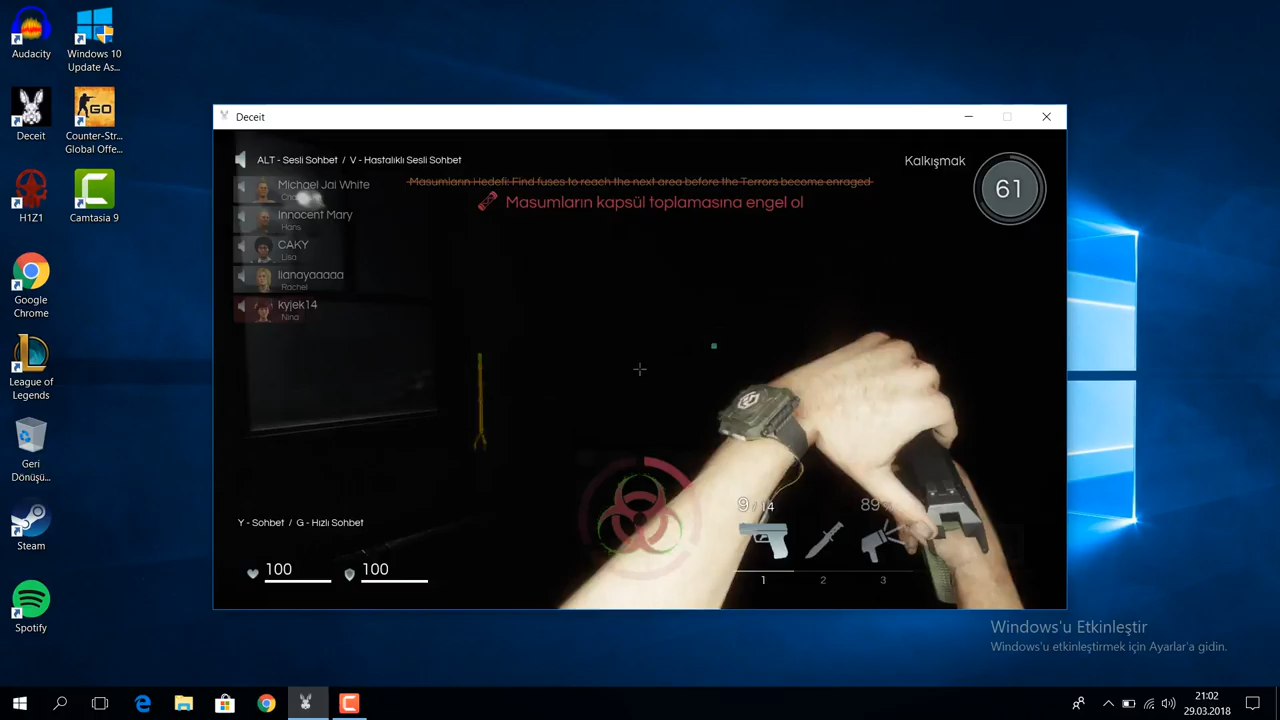 Audacity
Windows 10
Update As...
Deceit
Counter-Str...
Global Offe...
H1Z1
Camtasia 9
Google
Chrome
League of
Legends
Geri
Dönüşü...
Steam
Spotify
Deceit
ALT - Sesli Sohbet / V - Hastalıklı Sesli Sohbet
Masumların Hedefi: Find fuses to reach the next area before the Terrors become enraged
Masumların kapsül toplamasına engel ol
Kalkışmak
61
Michael Jai White
Innocent Mary
Hans
CAKY
Lisa
lianayaaaaa
Rachel
kyjek14
Nina
Y - Sohbet / G - Hızlı Sohbet
100
100
9 / 14
89%
1
2
3
Windows'u Etkinleştir
Windows'u etkinleştirmek için Ayarlar'a gidin.
21:02
29.03.2018